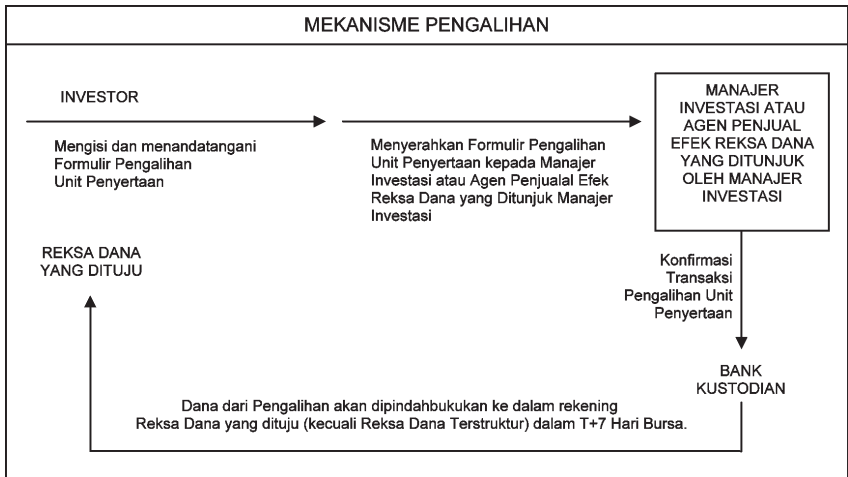 MEKANISME PENGALIHAN
INVESTOR
Mengisi dan menandatangani
Formulir Pengalihan
Unit Penyertaan
Menyerahkan Formulir Pengalihan
Unit Penyertaan kepada Manajer
Investasi atau Agen Penjualal Efek
Reksa Dana yang Ditunjuk Manajer
Investasi
MANAJER
INVESTASI ATAU
AGEN PENJUAL
EFEK REKSA DANA
YANG DITUNJUK
OLEH MANAJER
INVESTASI
Konfirmasi
Transaksi
Pengalihan Unit
Penyertaan
BANK
KUSTODIAN
Dana dari Pengalihan akan dipindahbukukan ke dalam rekening
Reksa Dana yang dituju (kecuali Reksa Dana Terstruktur) dalam T+7 Hari Bursa.
REKSA DANA
YANG DITUJU